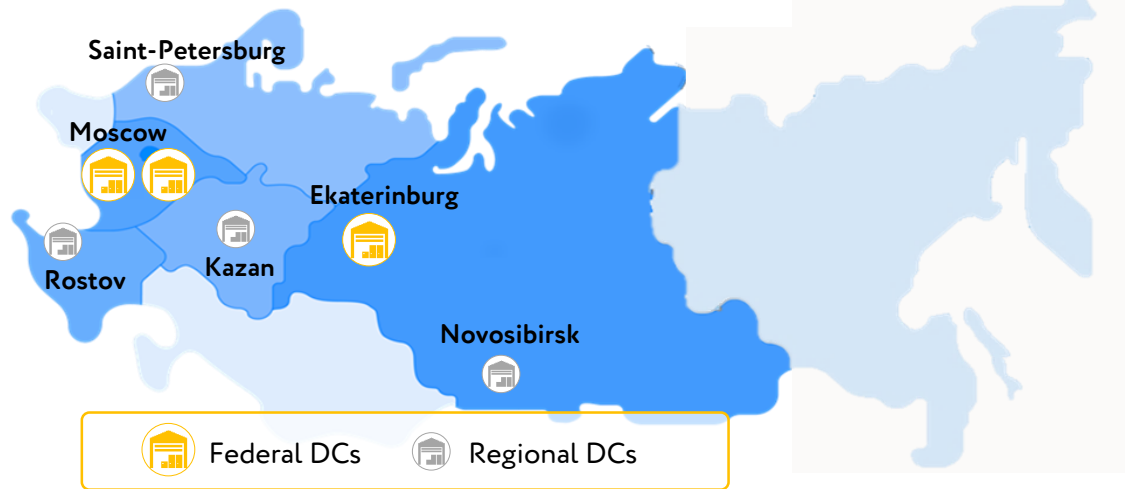 Saint-Petersburg
Moscow
Ekaterinburg
Kazan
Rostov
Novosibirsk
Federal DCs
Regional DCs